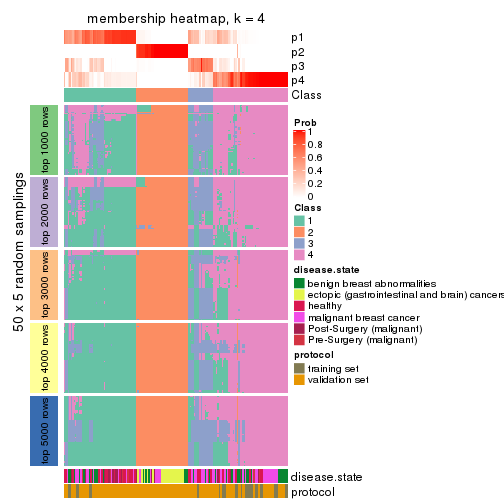 membership heatmap, k = 4
p1
p2
p3
p4
Class
50 x 5 random samplings
top 1000 rows
top 2000 rows
top 3000 rows
top 4000 rows
top 5000 rows
disease.state
protocol
Prob
1
0.8
0.6
0.4
0.2
0
Class
1
2
3
4
disease.state
benign breast abnormalities
ectopic (gastrointestinal and brain) cancers
healthy
malignant breast cancer
Post-Surgery (malignant)
Pre-Surgery (malignant)
protocol
training set
validation set